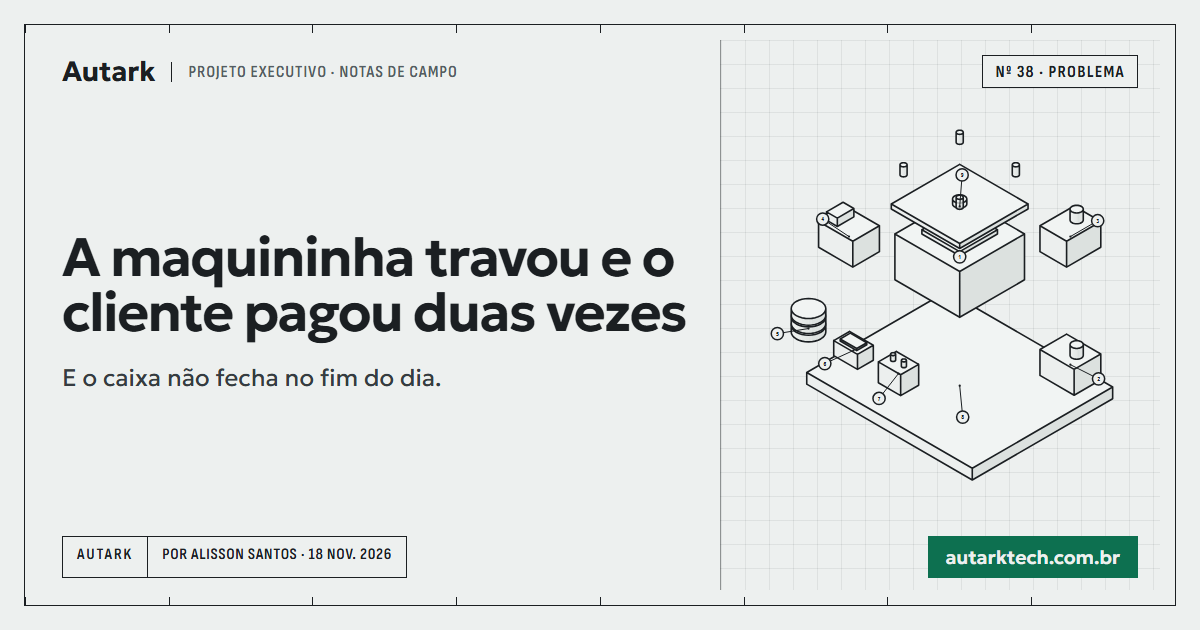 Autark
PROJETO EXECUTIVO · NOTAS DE CAMPO
Nº 38 · PROBLEMA
A maquininha travou e o
cliente pagou duas vezes
E o caixa não fecha no fim do dia.
AUTARK
POR ALISSON SANTOS · 18 NOV. 2026
autarktech.com.br